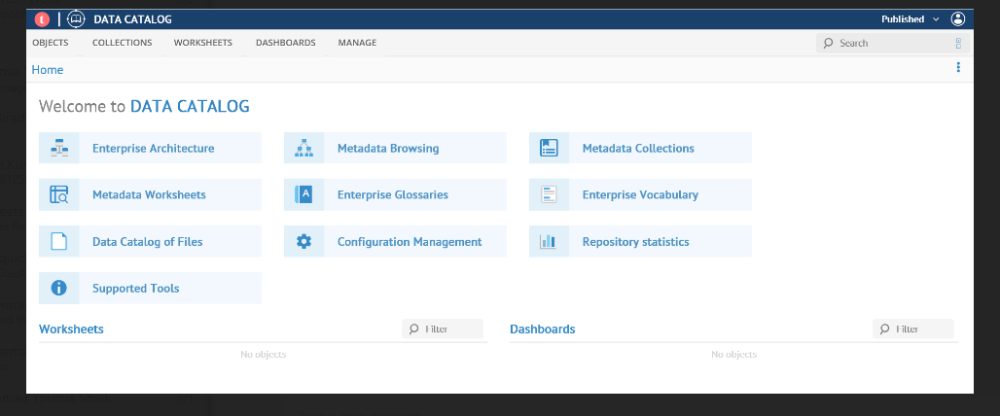 t DATA CATALOG Published
OBJECTS COLLECTIONS WORKSHEETS DASHBOARDS MANAGE Search
Home
Welcome to DATA CATALOG
Enterprise Architecture Metadata Browsing Metadata Collections
Metadata Worksheets A Enterprise Glossaries Enterprise Vocabulary
Data Catalog of Files Configuration Management Repository statistics
Supported Tools
Worksheets Filter Dashboards Filter
No objects No objects